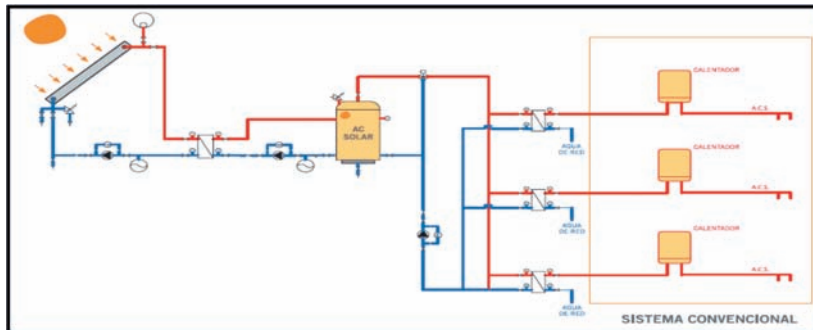 CALENTADOR
A.C.S.
AC
SOLAR
AGUA
DE RED
CALENTADOR
A.C.S.
AGUA
DE RED
CALENTADOR
A.C.S.
AGUA
DE RED
SISTEMA CONVENCIONAL